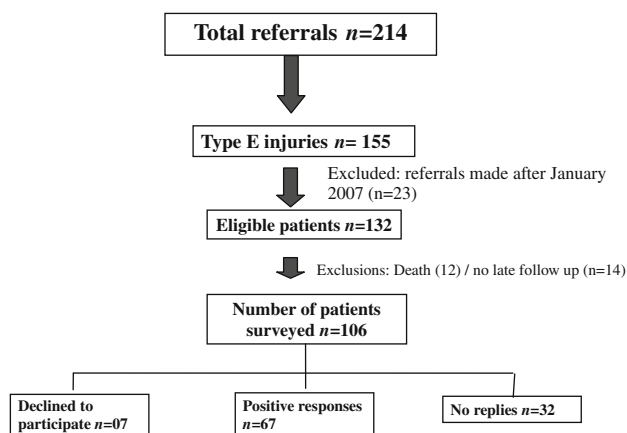 Total referrals n=214
Type E injuries n= 155
Excluded: referrals made after January
2007 (n=23)
Eligible patients n=132
Exclusions: Death (12) / no late follow up (n=14)
Number of patients
surveyed n=106
Declined to
participate n=07
Positive responses
n=67
No replies n=32